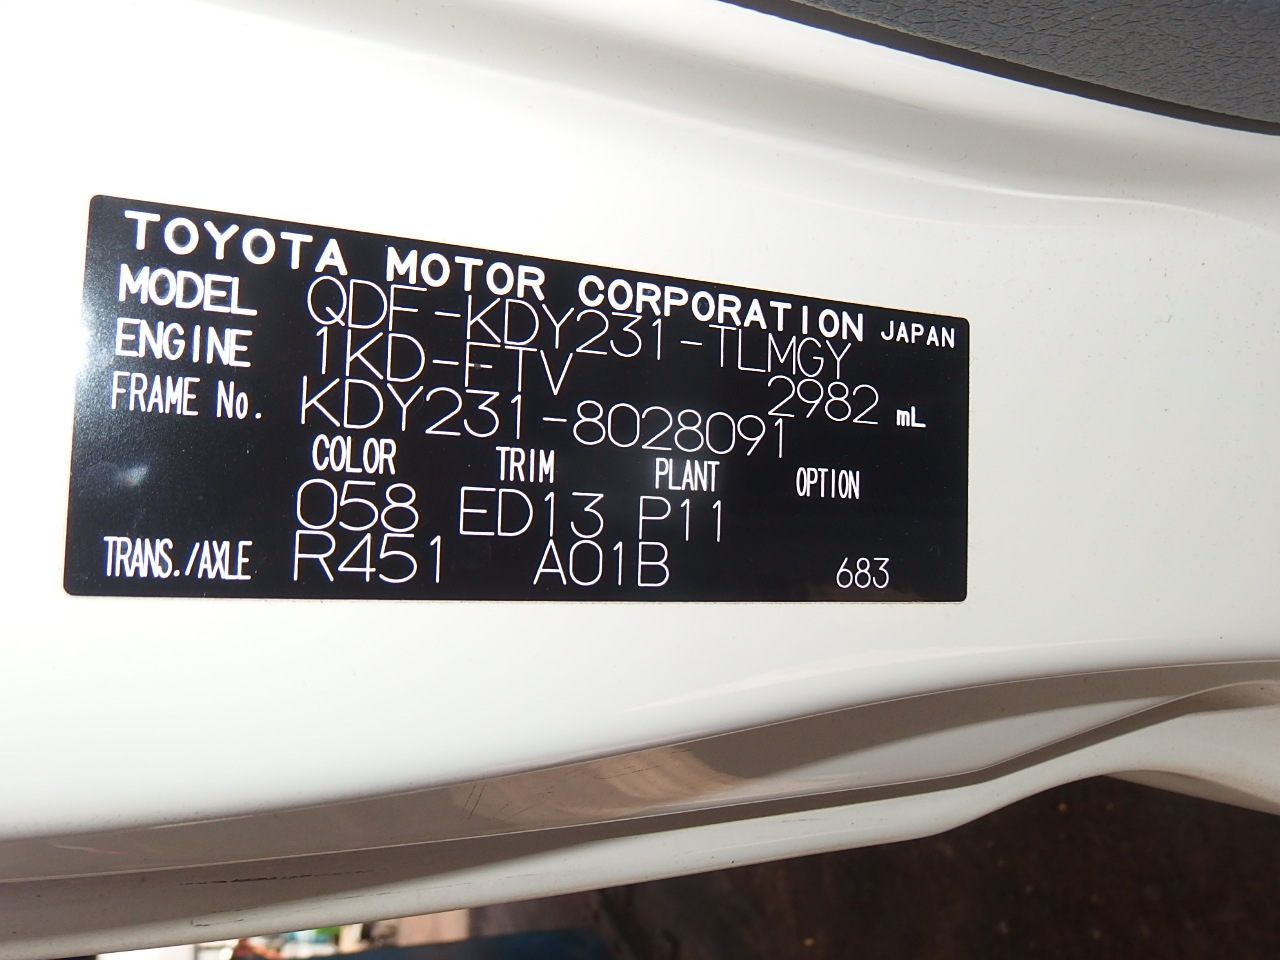 TOYOTA MOTOR CORPORATION JAPAN
MODEL QDF-KDY231-TLMGY
ENGINE 1KD-FTV 2982 mL
FRAME No. KDY231-8028091
COLOR TRIM PLANT OPTION
058 ED13 P11
TRANS./AXLE R451 A01B 683